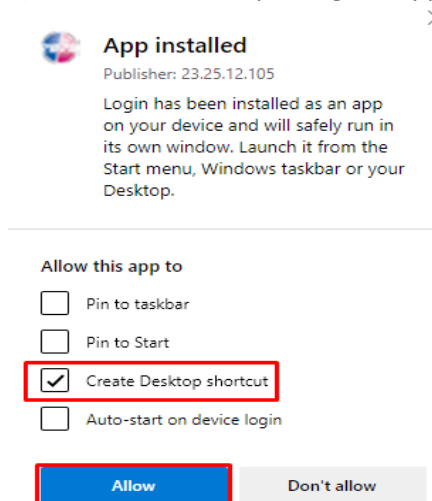 App installed
Publisher: 23.25.12.105
Login has been installed as an app
on your device and will safely run in
its own window. Launch it from the
Start menu, Windows taskbar or your
Desktop.
Allow this app to
Pin to taskbar
Pin to Start
Create Desktop shortcut
Auto-start on device login
Allow
Don't allow